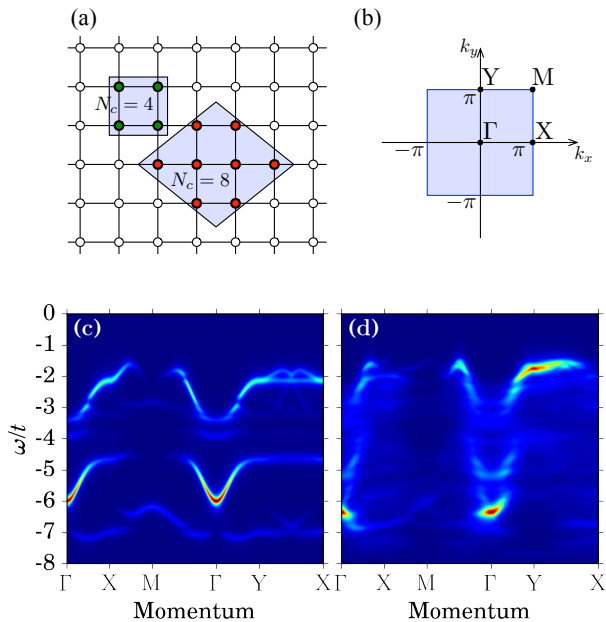 (a)
N_c = 4
N_c = 8
(b)
k_y
Y
M
π
Γ
X
−π
π
k_x
−π
(c)
(d)
0
-1
-2
-3
-4
-5
-6
-7
-8
ω/t
Γ X M Γ Y X
Γ X M Γ Y X
Momentum
Momentum